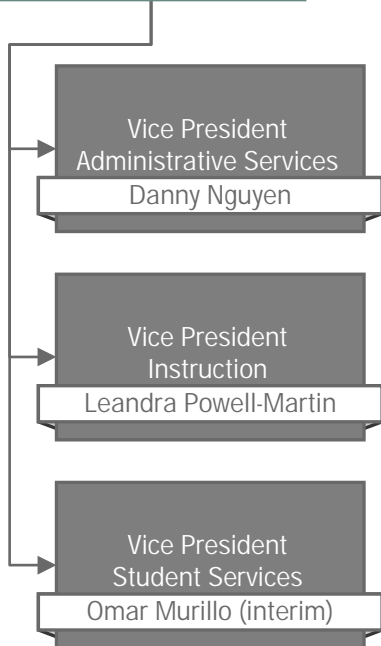 Vice President
Administrative Services
Danny Nguyen
Vice President
Instruction
Leandra Powell-Martin
Vice President
Student Services
Omar Murillo (interim)